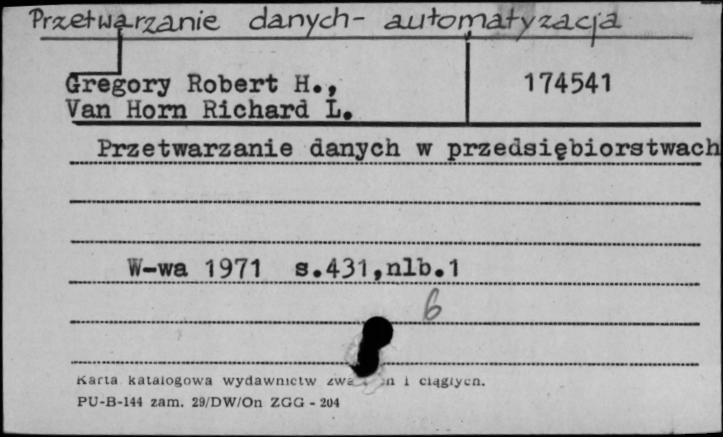 Przetwarzanie danych - automatyzacja
Gregory Robert H., 174541
Van Horn Richard L.
Przetwarzanie danych w przedsiębiorstwach
W-wa 1971 s.431,nlb.1
6
Karta katalogowa wydawnictw i ciągłych.
PU-B-144 zam. 29/DW/On ZGG - 204